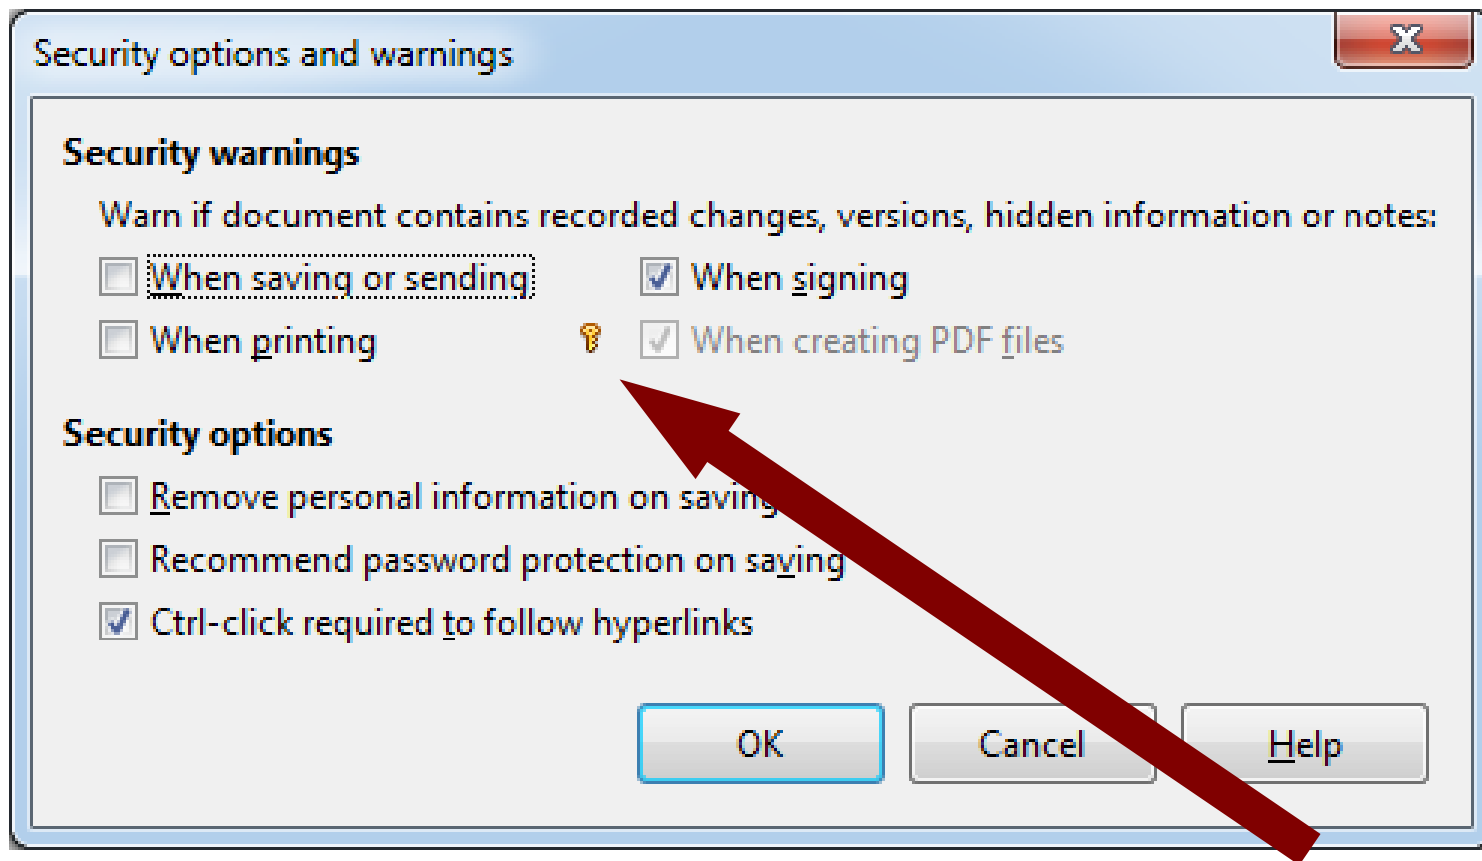 Security options and warnings
Security warnings
Warn if document contains recorded changes, versions, hidden information or notes:
When saving or sending
When signing
When printing
When creating PDF files
Security options
Remove personal information on saving
Recommend password protection on saving
Ctrl-click required to follow hyperlinks
OK
Cancel
Help